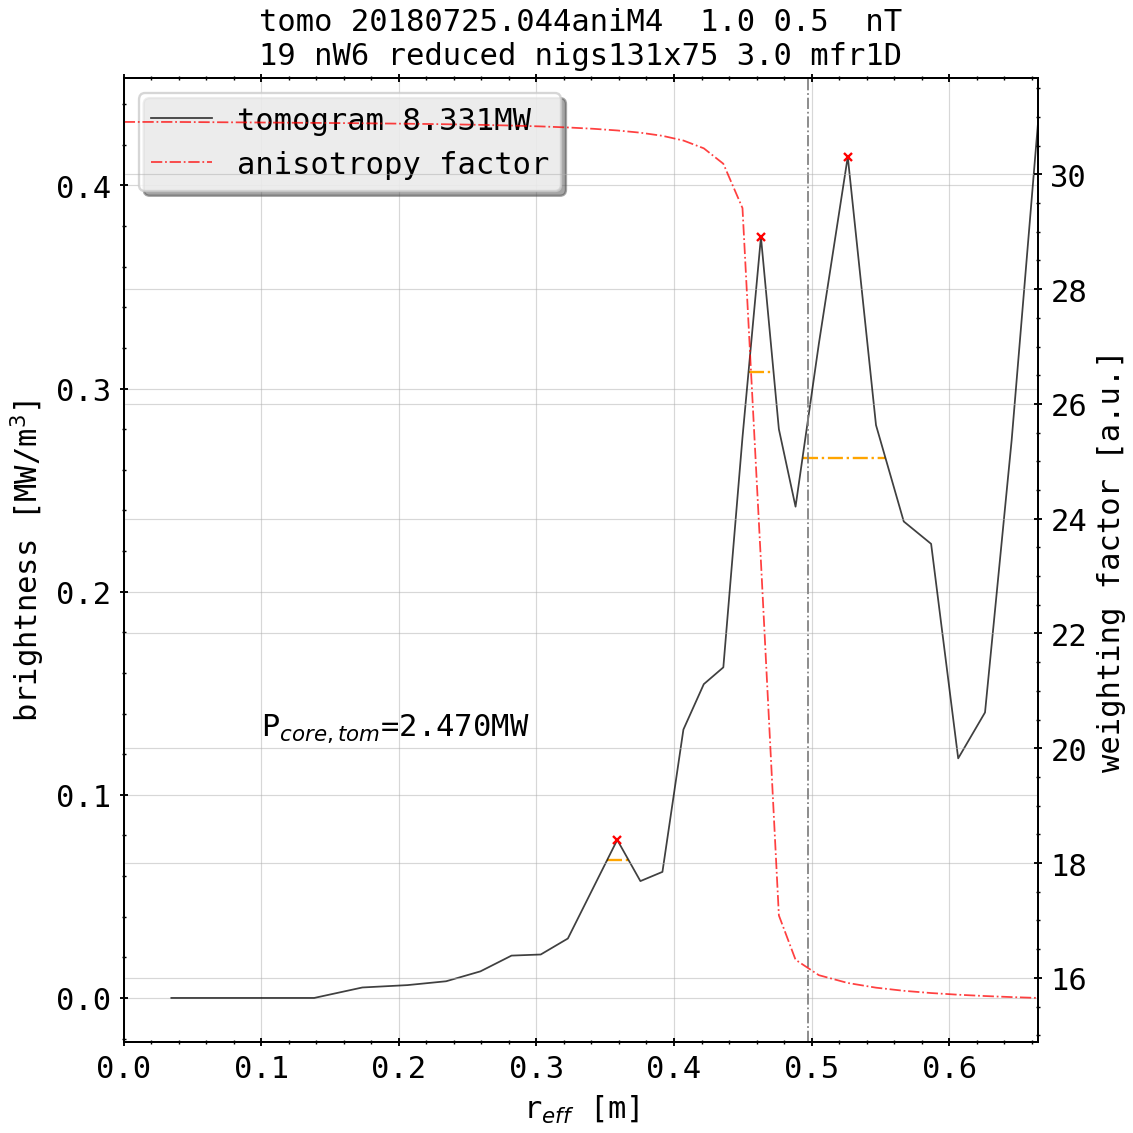 tomo 20180725.044aniM4  1.0 0.5  nT
19 nW6 reduced nigs131x75 3.0 mfr1D
tomogram 8.331MW
anisotropy factor
brightness [MW/m³]
0.4
0.3
0.2
0.1
0.0
P_core,tom=2.470MW
30
28
26
24
22
20
18
16
weighting factor [a.u.]
0.0 0.1 0.2 0.3 0.4 0.5 0.6
r_eff [m]